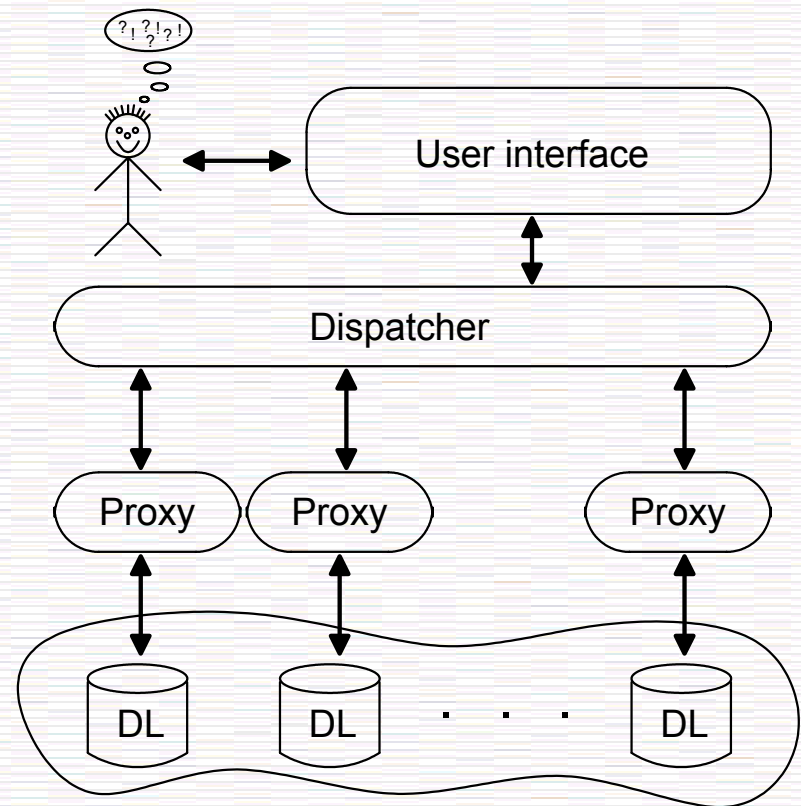 ? ! ? ! ? !
?
User interface
Dispatcher
Proxy Proxy Proxy
DL DL . . . DL